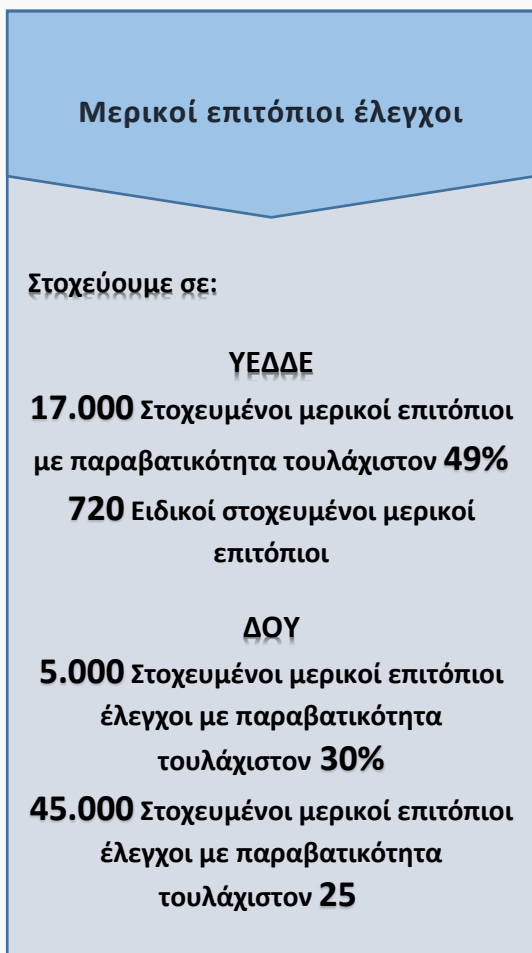 Μερικοί επιτόπιοι έλεγχοι
Στοχεύουμε σε:
ΥΕΔΔΕ
17.000 Στοχευμένοι μερικοί επιτόπιοι
με παραβατικότητα τουλάχιστον 49%
720 Ειδικοί στοχευμένοι μερικοί
επιτόπιοι
ΔΟΥ
5.000 Στοχευμένοι μερικοί επιτόπιοι
έλεγχοι με παραβατικότητα
τουλάχιστον 30%
45.000 Στοχευμένοι μερικοί επιτόπιοι
έλεγχοι με παραβατικότητα
τουλάχιστον 25